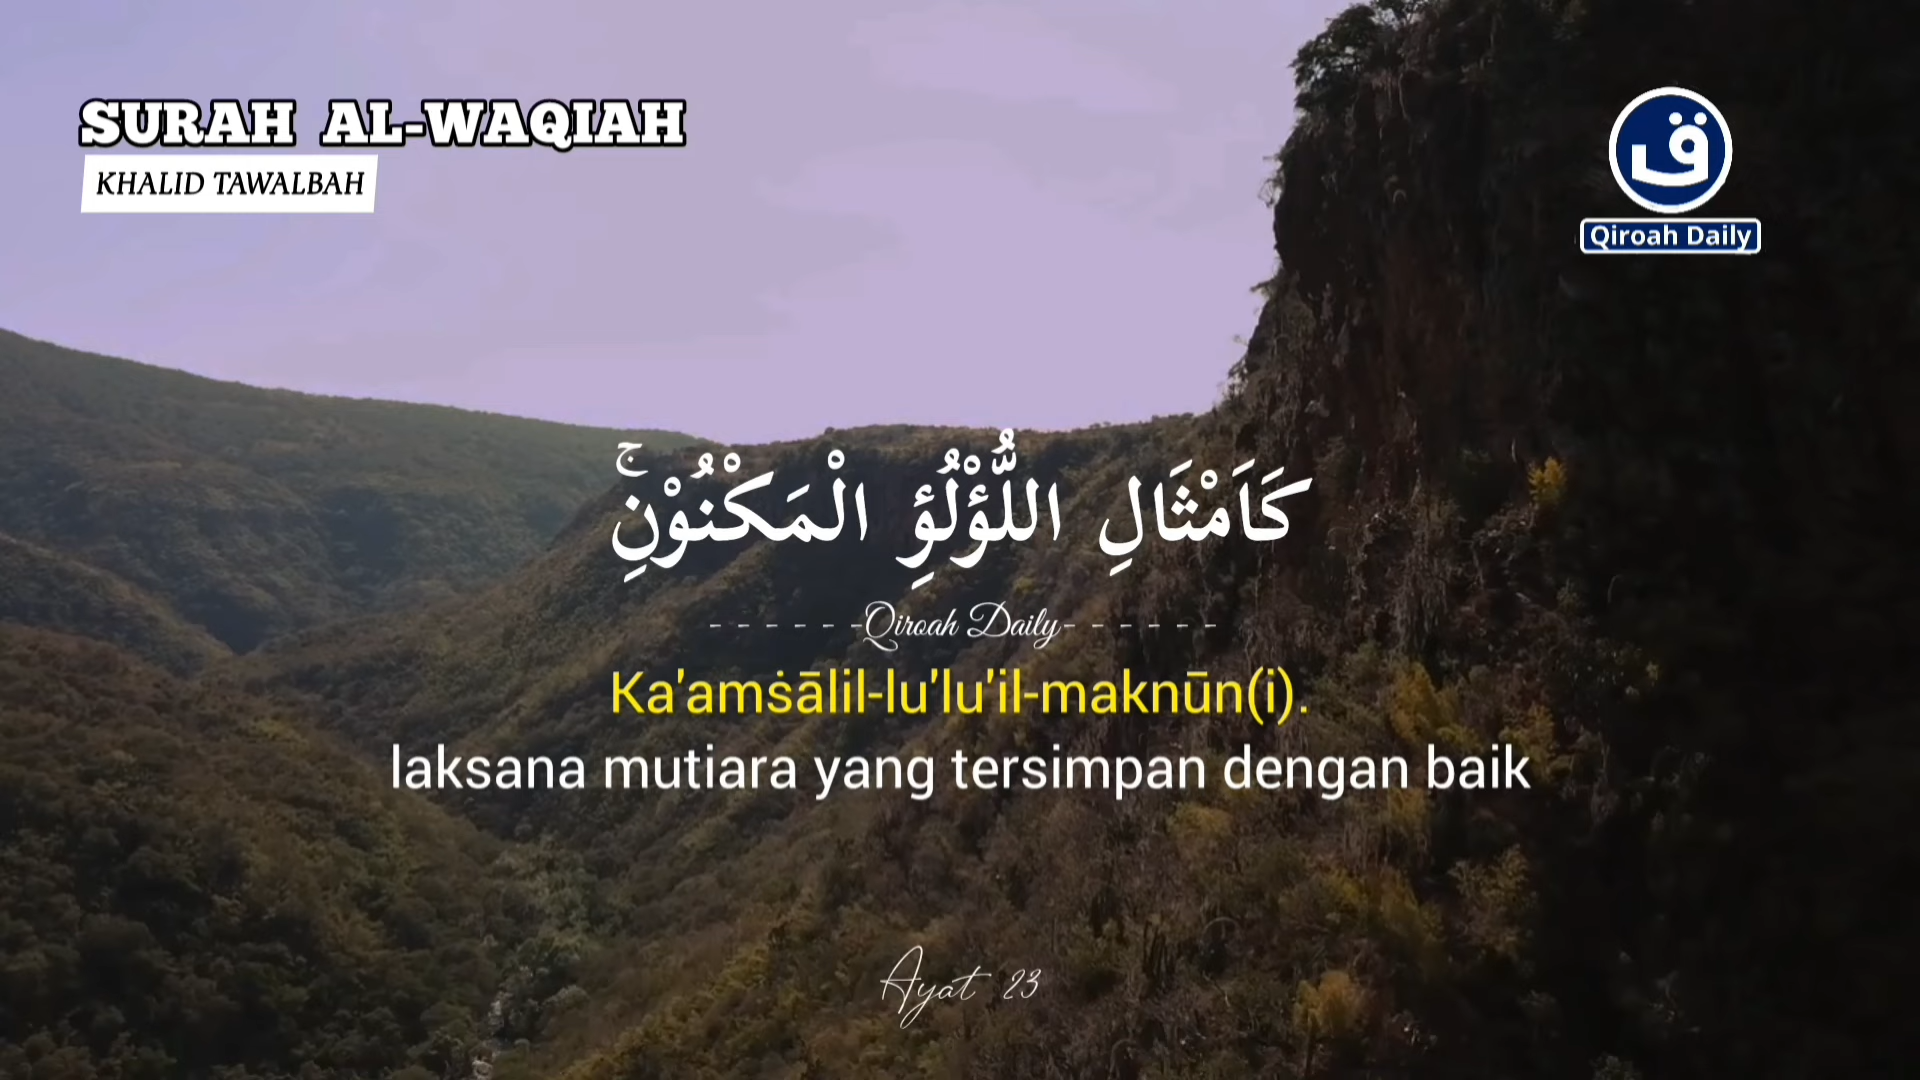 SURAH AL-WAQIAH
KHALID TAWALBAH
ق
Qiroah Daily
كَاَمْثَالِ اللُّؤْلُؤِ الْمَكْنُوْنِۚ
- - - - - -Qiroah Daily- - - - - -
Ka'amṡālil-lu'lu'il-maknūn(i).
laksana mutiara yang tersimpan dengan baik
Ayat 23